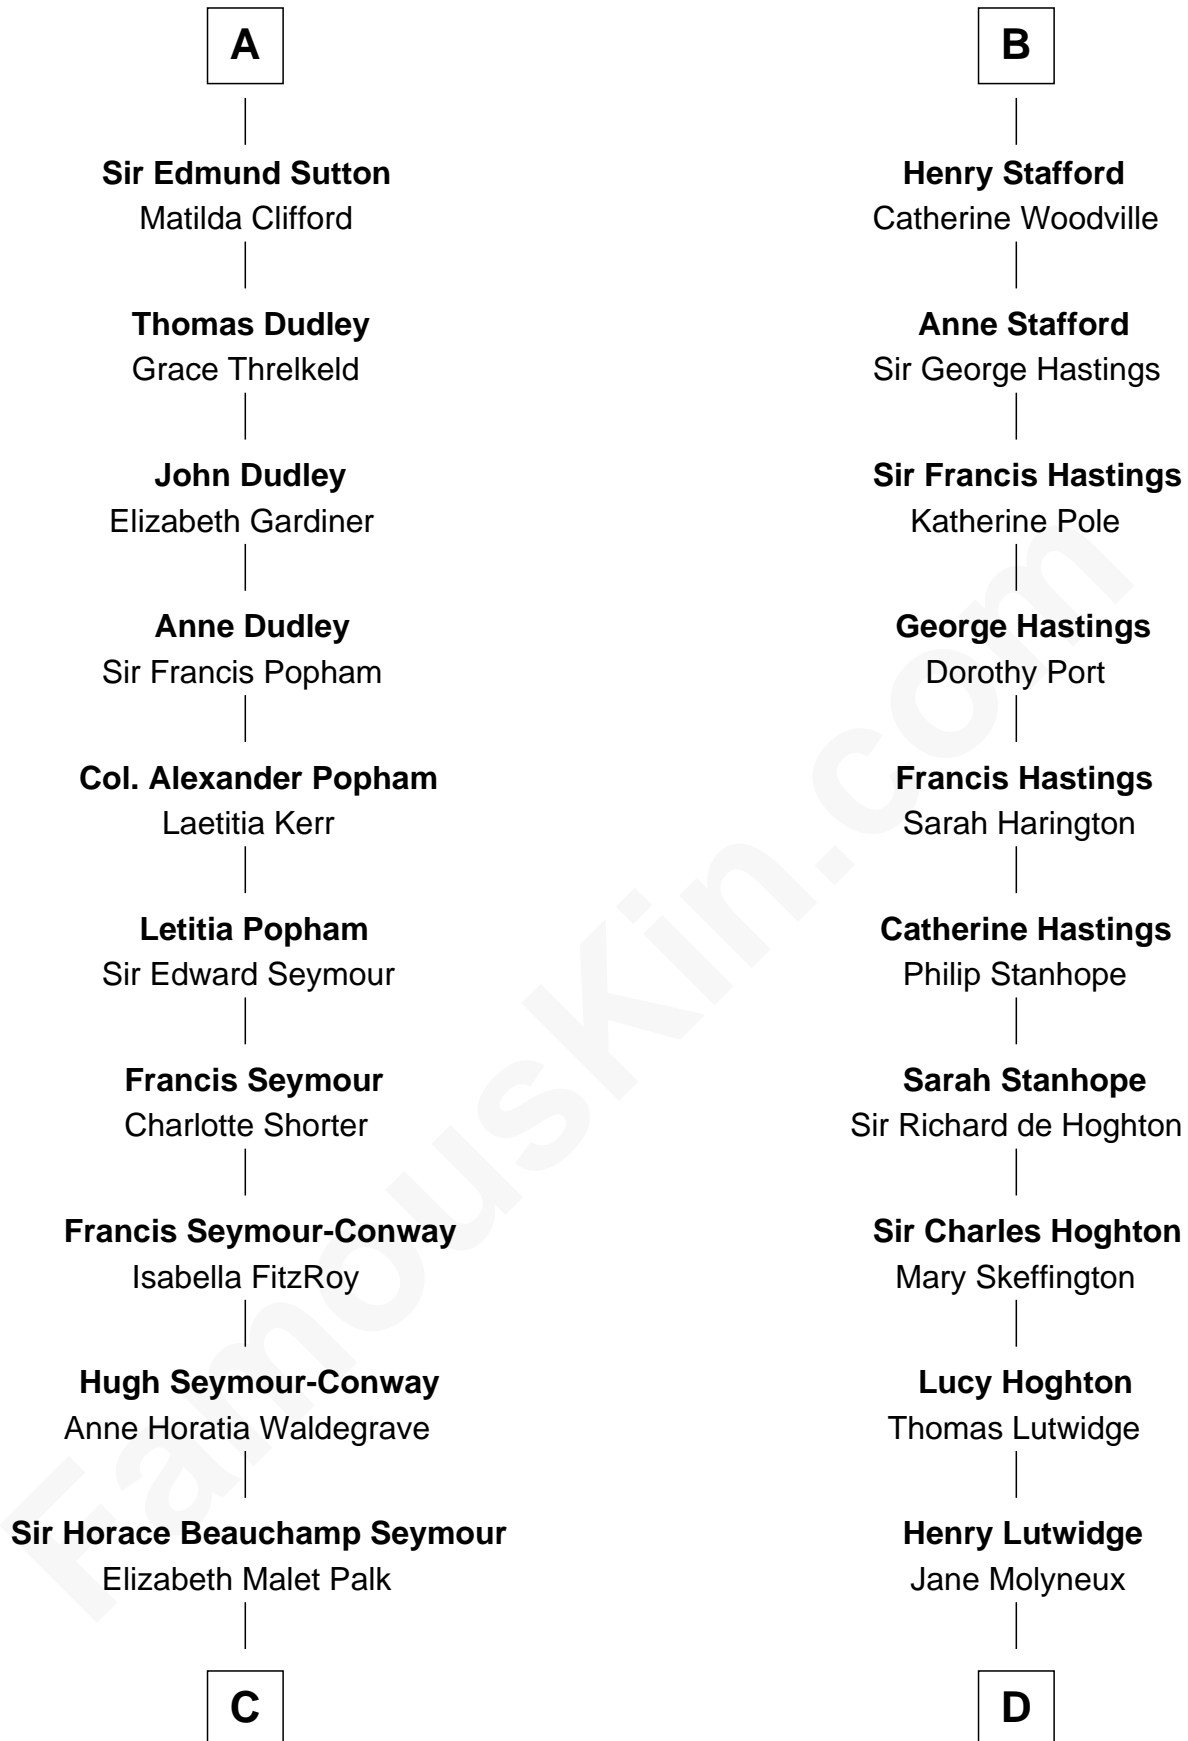 A
Sir Edmund Sutton
Matilda Clifford
Thomas Dudley
Grace Threlkeld
John Dudley
Elizabeth Gardiner
Anne Dudley
Sir Francis Popham
Col. Alexander Popham
Laetitia Kerr
Letitia Popham
Sir Edward Seymour
Francis Seymour
Charlotte Shorter
Francis Seymour-Conway
Isabella FitzRoy
Hugh Seymour-Conway
Anne Horatia Waldegrave
Sir Horace Beauchamp Seymour
Elizabeth Malet Palk
C
B
Henry Stafford
Catherine Woodville
Anne Stafford
Sir George Hastings
Sir Francis Hastings
Katherine Pole
George Hastings
Dorothy Port
Francis Hastings
Sarah Harington
Catherine Hastings
Philip Stanhope
Sarah Stanhope
Sir Richard de Hoghton
Sir Charles Hoghton
Mary Skeffington
Lucy Hoghton
Thomas Lutwidge
Henry Lutwidge
Jane Molyneux
D
FamousKin.com